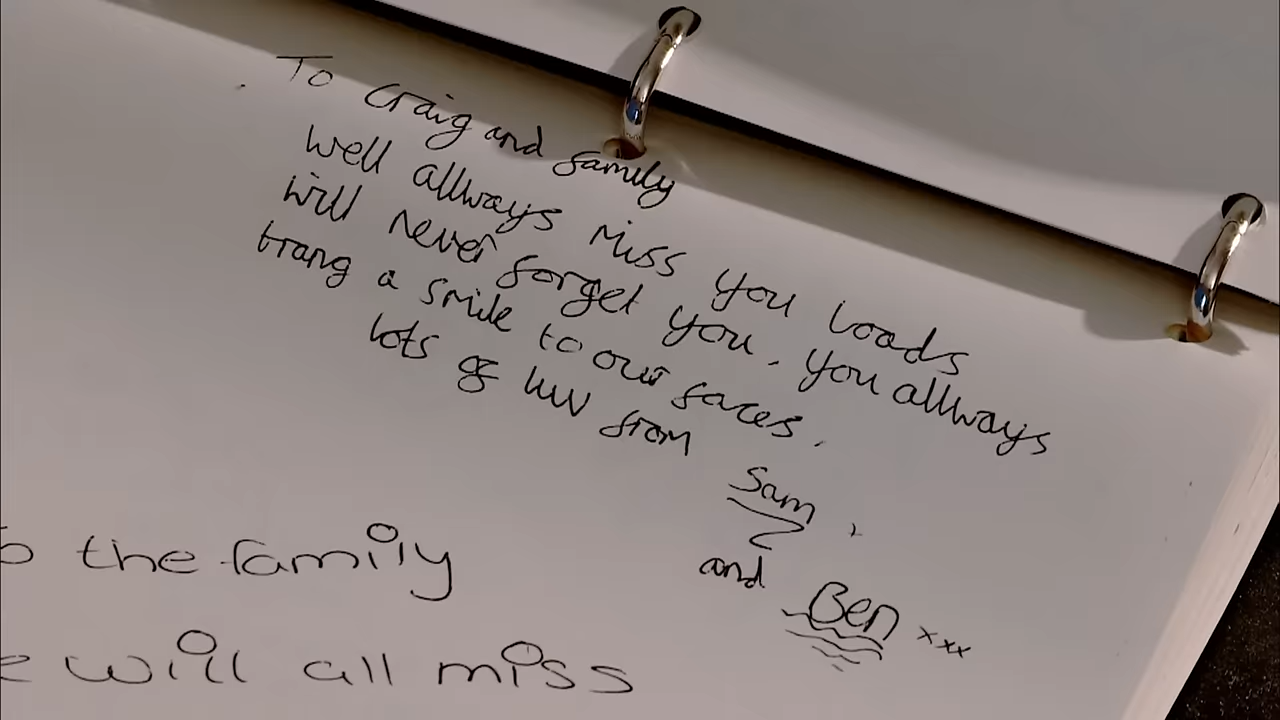 To Craig and family
well allways miss you loads
will never forget you. you allways
brang a smile to our faces.
lots of luv from
Sam
and Ben xxx
o the family
e will all miss